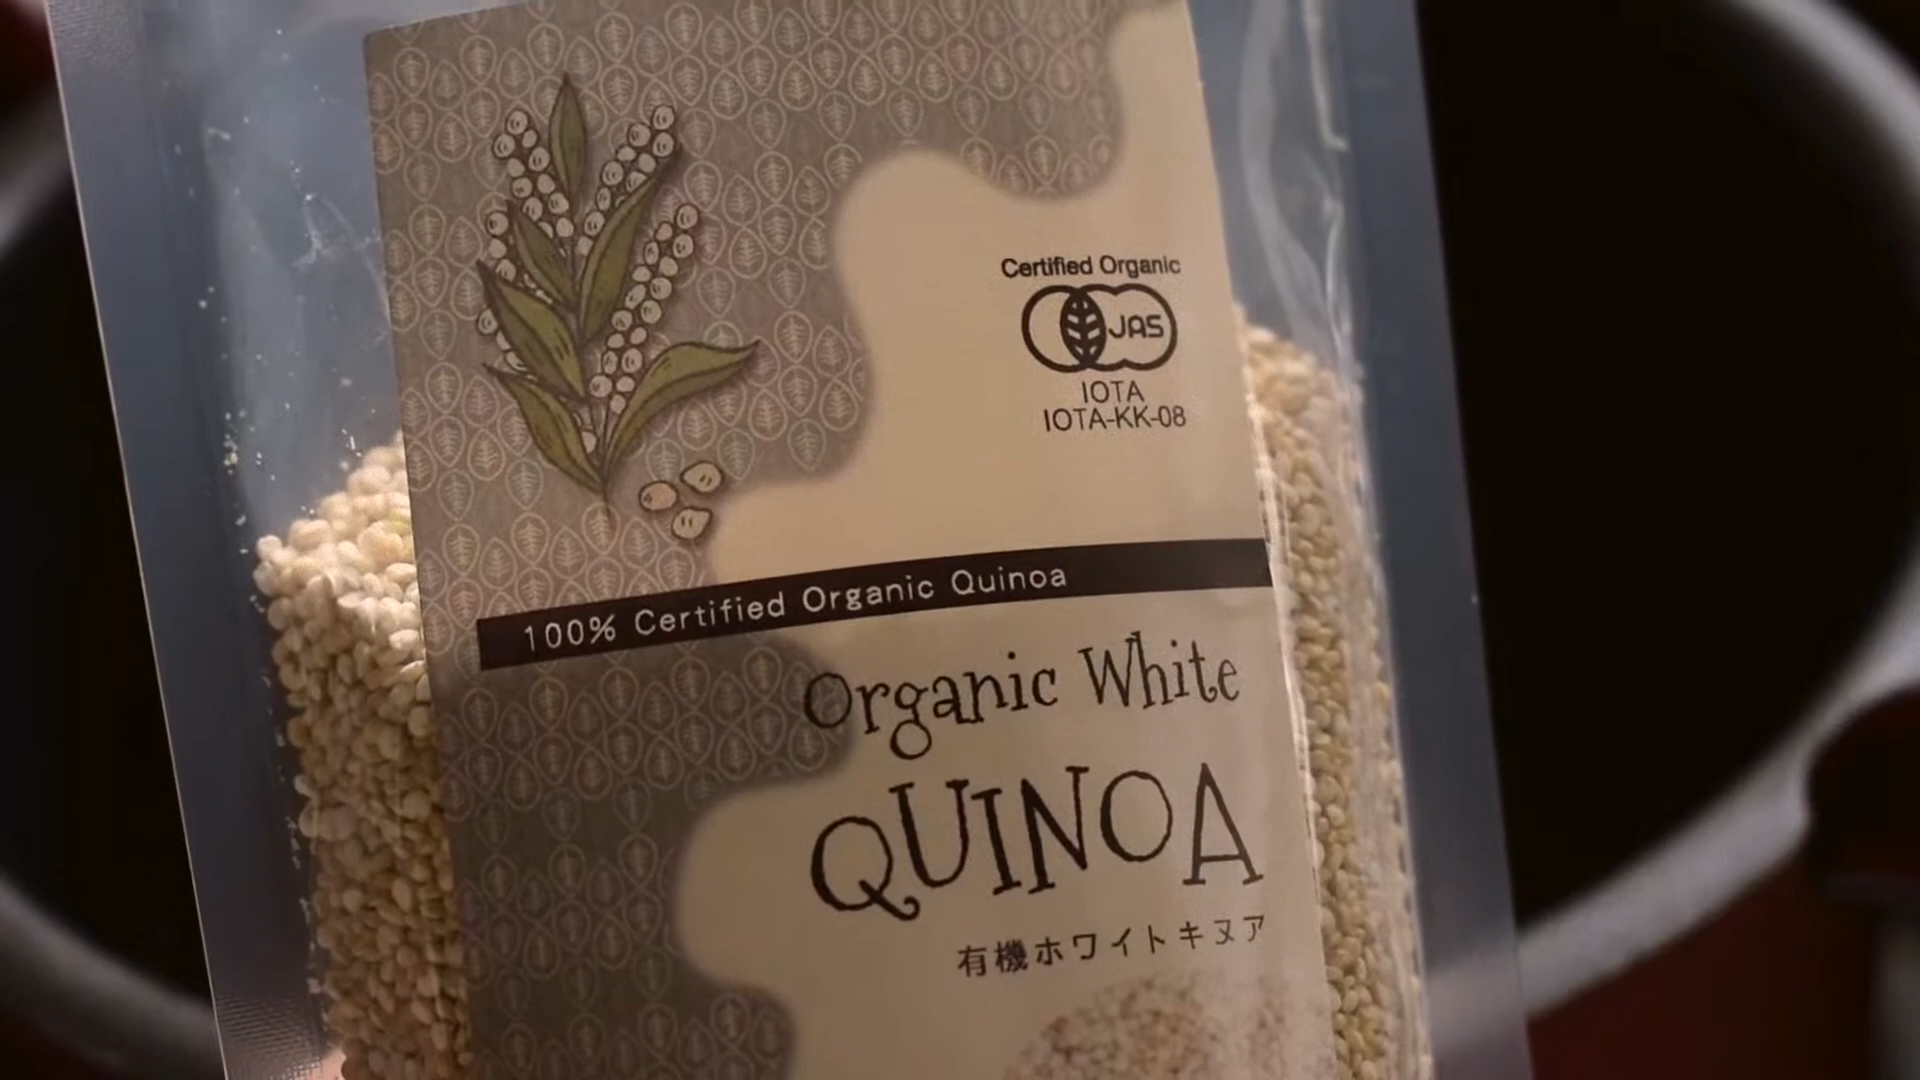 Certified Organic
JAS
IOTA
IOTA-KK-08
100% Certified Organic Quinoa
Organic White
QUINOA
有機ホワイトキヌア